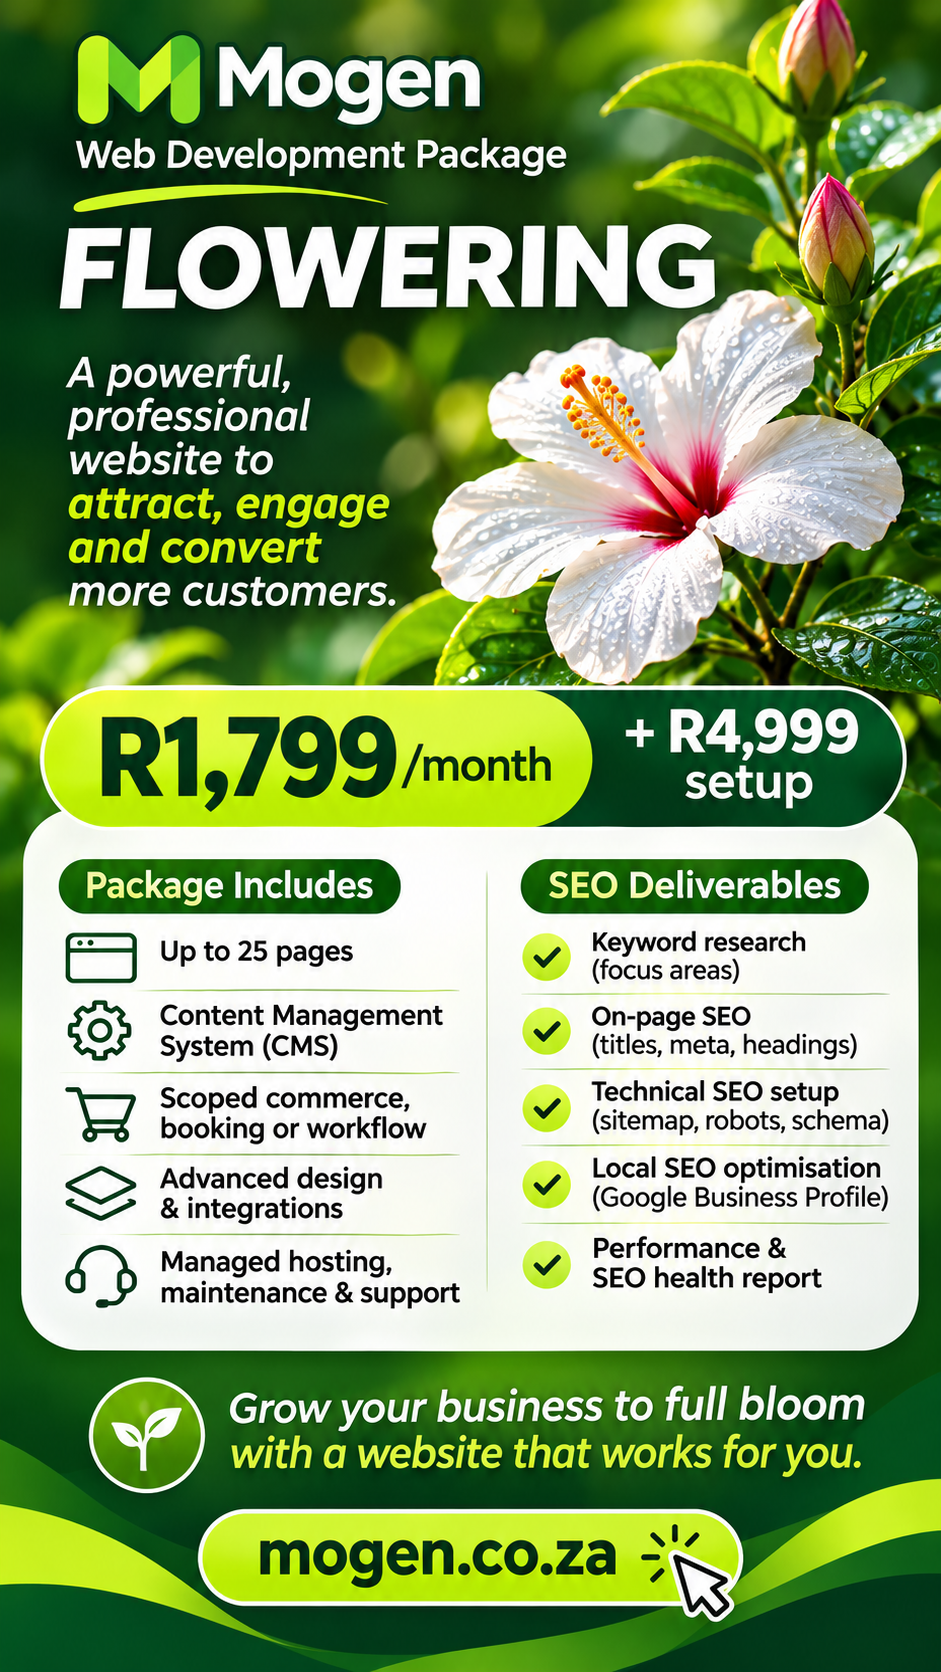 Mogen
Web Development Package
FLOWERING
A powerful,
professional
website to
attract, engage
and convert
more customers.
R1,799/month
+ R4,999
setup
Package Includes
Up to 25 pages
Content Management
System (CMS)
Scoped commerce,
booking or workflow
Advanced design
& integrations
Managed hosting,
maintenance & support
SEO Deliverables
Keyword research
(focus areas)
On-page SEO
(titles, meta, headings)
Technical SEO setup
(sitemap, robots, schema)
Local SEO optimisation
(Google Business Profile)
Performance &
SEO health report
Grow your business to full bloom
with a website that works for you.
mogen.co.za